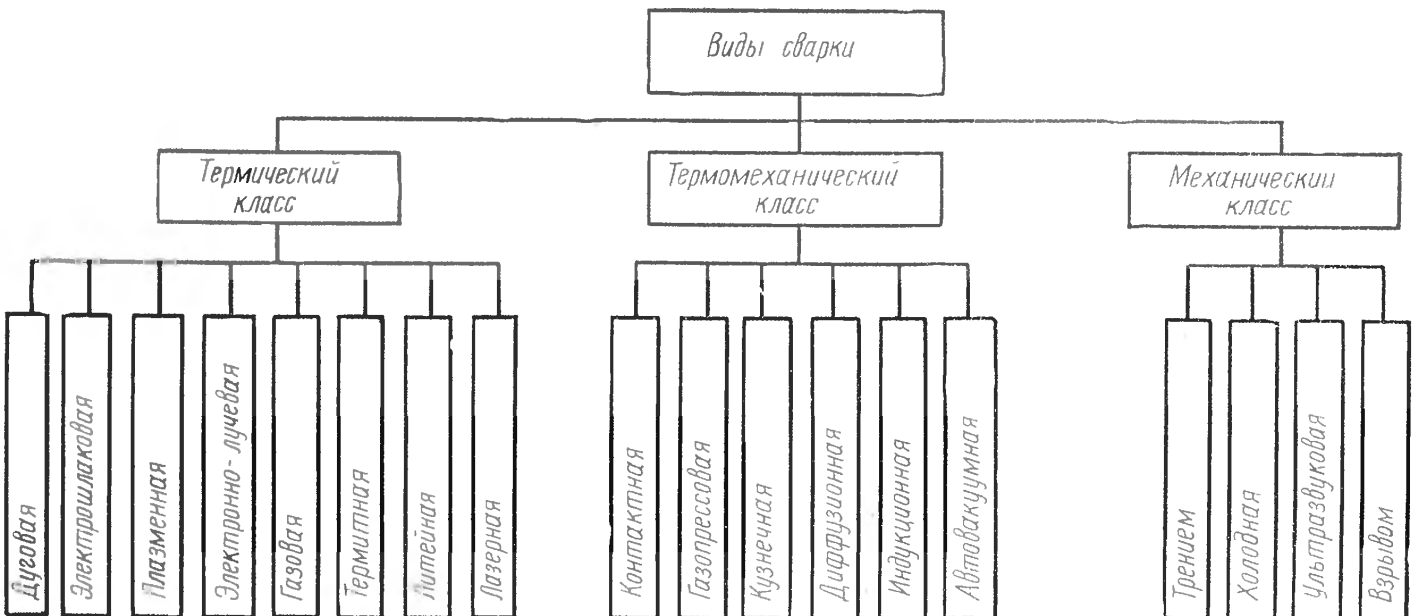 Виды сварки
Термический
класс
Термомеханический
класс
Механический
класс
Дуговая
Электрошлаковая
Плазменная
Электронно-лучевая
Газовая
Термитная
Литейная
Лазерная
Контактная
Газопрессовая
Кузнечная
Диффузионная
Индукционная
Автовакуумная
Трением
Холодная
Ультразвуковая
Взрывом